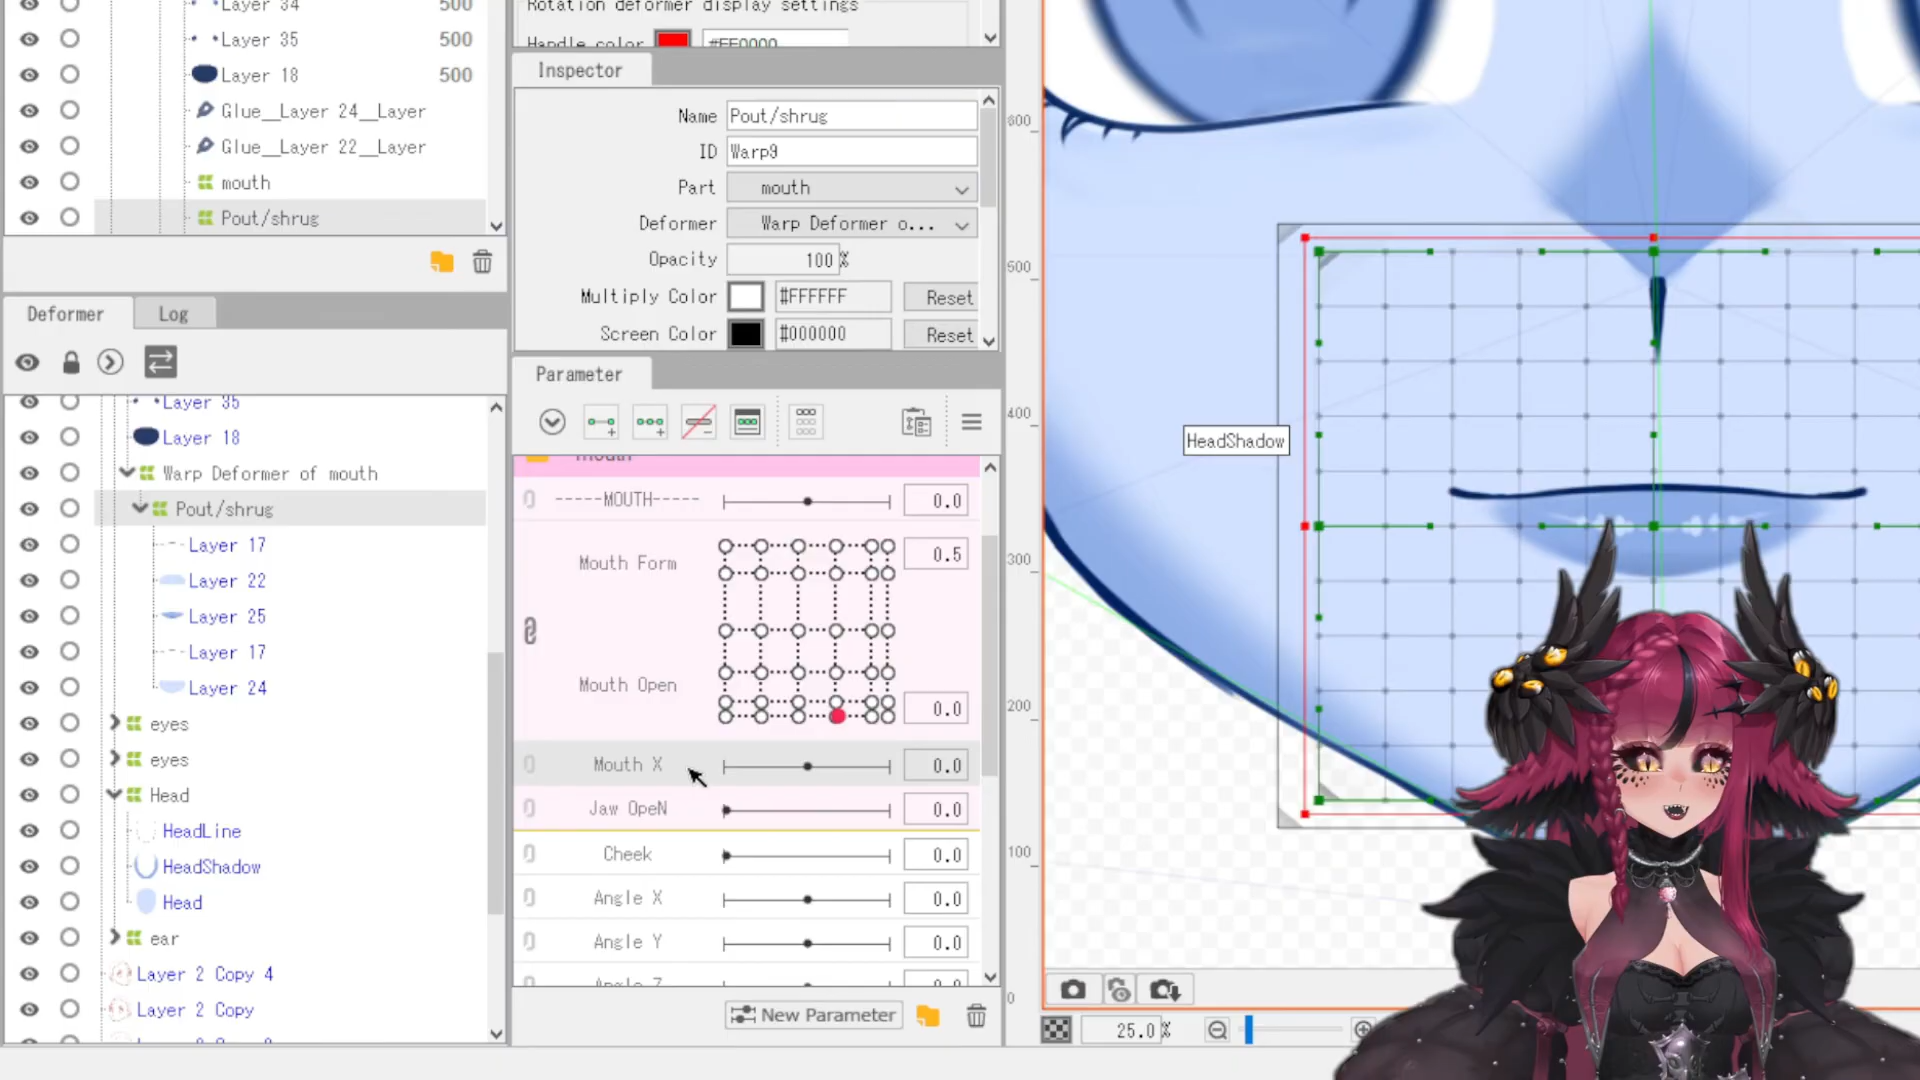 Layer 34 500
Layer 35 500
Layer 18 500
Glue__Layer 24__Layer
Glue__Layer 22__Layer
mouth
Pout/shrug
Deformer Log
Layer 35
Layer 18
Warp Deformer of mouth
Pout/shrug
Layer 17
Layer 22
Layer 25
Layer 17
Layer 24
eyes
eyes
Head
HeadLine
HeadShadow
Head
ear
Layer 2 Copy 4
Layer 2 Copy
Rotation deformer display settings
Handle color #FF0000
Inspector
Name Pout/shrug
ID Warp9
Part mouth
Deformer Warp Deformer o...
Opacity 100 %
Multiply Color #FFFFFF Reset
Screen Color #000000 Reset
Parameter
mouth
-----MOUTH----- 0.0
Mouth Form 0.5
Mouth Open 0.0
Mouth X 0.0
Jaw OpeN 0.0
Cheek 0.0
Angle X 0.0
Angle Y 0.0
Angle Z
New Parameter
600
500
400
300
200
100
0
HeadShadow
25.0 %